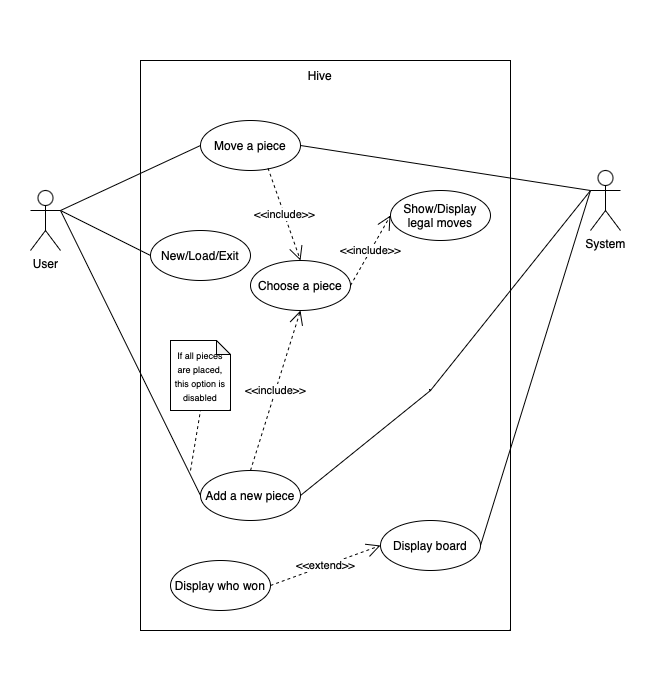 Hive
Move a piece
<<include>>
Show/Display
legal moves
<<include>>
User
System
New/Load/Exit
Choose a piece
If all pieces
are placed,
this option is
disabled
<<include>>
Add a new piece
Display board
<<extend>>
Display who won